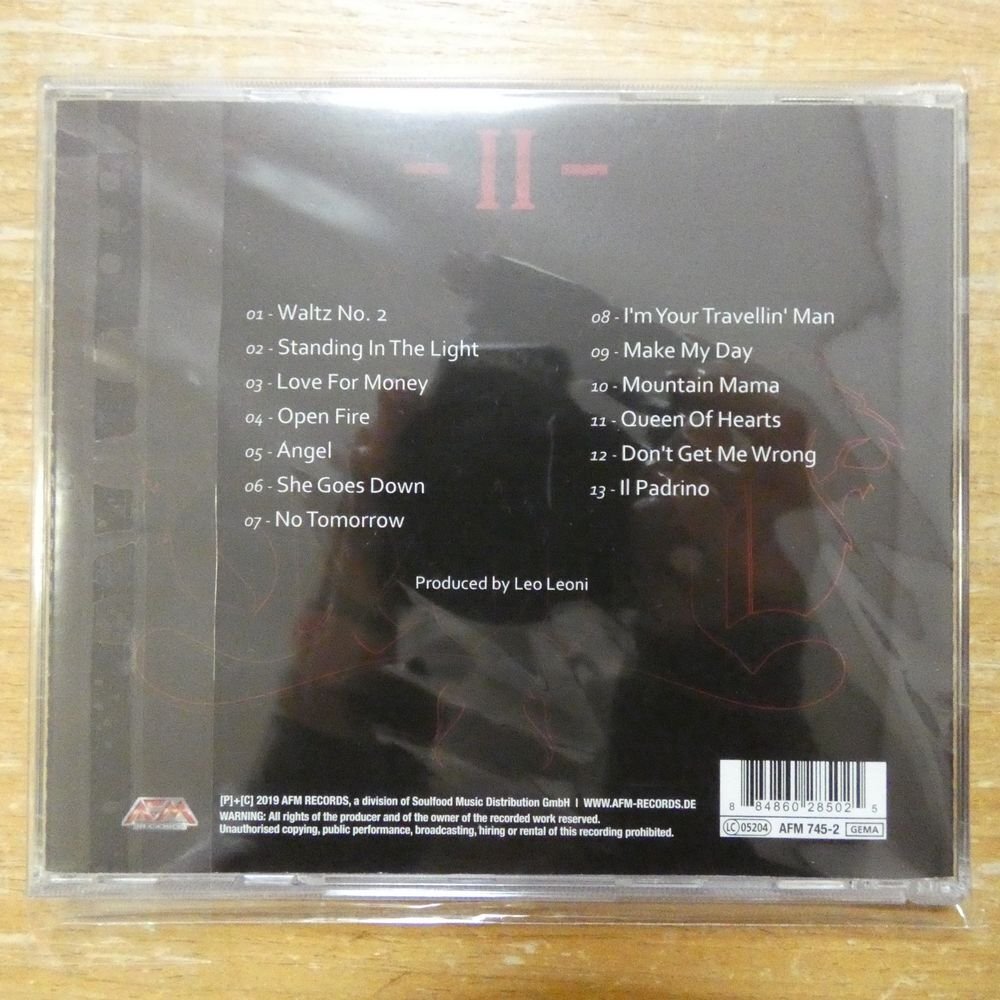 - II -
01 - Waltz No. 2
02 - Standing In The Light
03 - Love For Money
04 - Open Fire
05 - Angel
06 - She Goes Down
07 - No Tomorrow
08 - I'm Your Travellin' Man
09 - Make My Day
10 - Mountain Mama
11 - Queen Of Hearts
12 - Don't Get Me Wrong
13 - Il Padrino
Produced by Leo Leoni
AFM
RECORDS
[P]+[C] 2019 AFM RECORDS, a division of Soulfood Music Distribution GmbH I WWW.AFM-RECORDS.DE
WARNING: All rights of the producer and of the owner of the recorded work reserved.
Unauthorised copying, public performance, broadcasting, hiring or rental of this recording prohibited.
8 84860 28502 5
LC 05204 AFM 745-2 GEMA